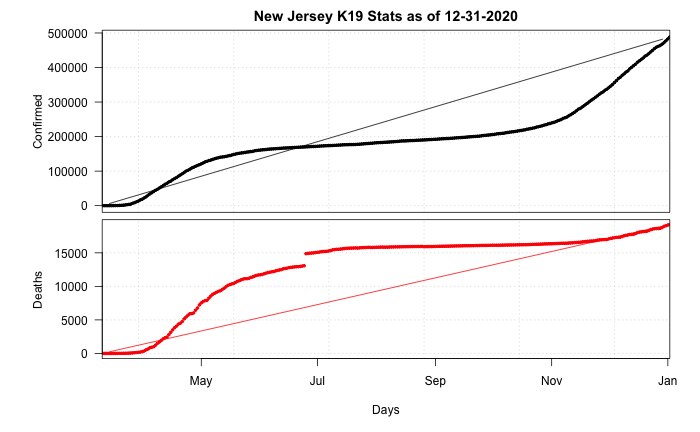 New Jersey K19 Stats as of 12-31-2020
500000
400000
300000
200000
100000
0
Confirmed
15000
10000
5000
0
Deaths
May Jul Sep Nov Jan
Days